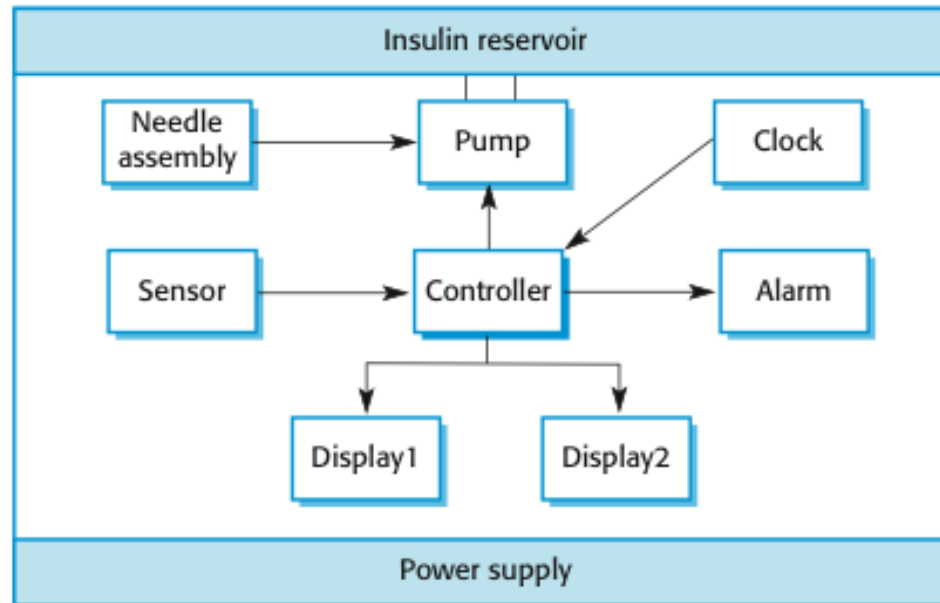 Insulin reservoir
Needle
assembly
Pump
Clock
Sensor
Controller
Alarm
Display1
Display2
Power supply